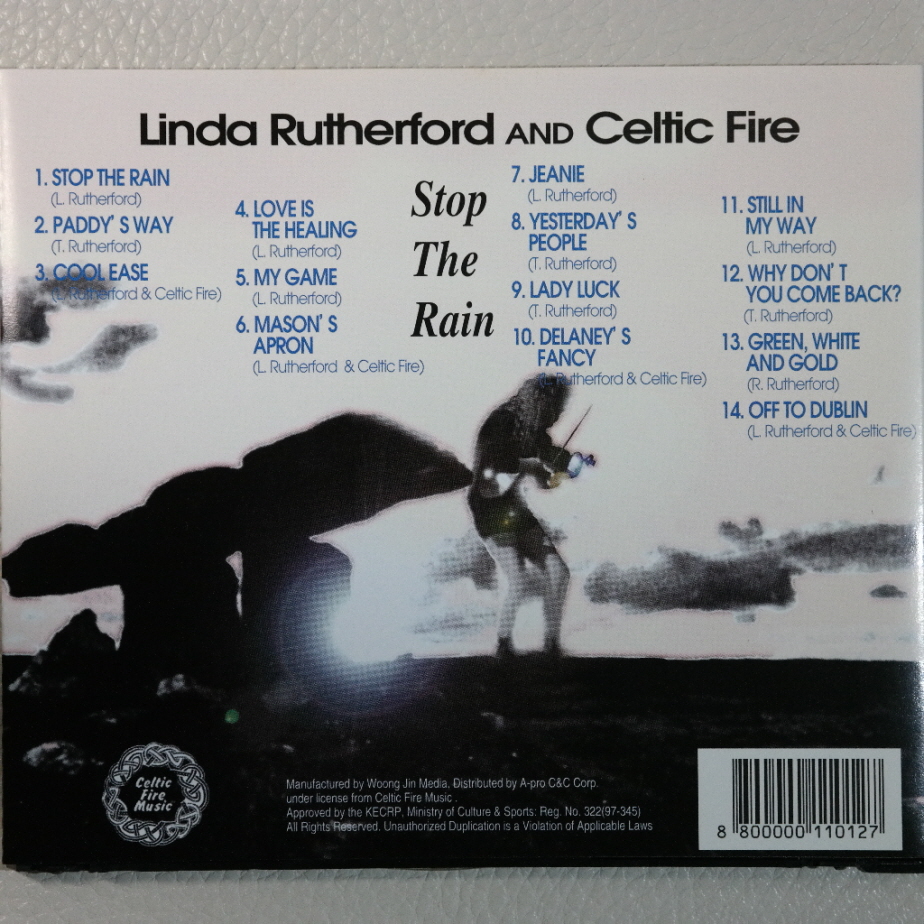 Linda Rutherford AND Celtic Fire
1. STOP THE RAIN
(L. Rutherford)
2. PADDY' S WAY
(T. Rutherford)
3. COOL EASE
(L. Rutherford & Celtic Fire)
4. LOVE IS
THE HEALING
(L. Rutherford)
5. MY GAME
(L. Rutherford)
6. MASON' S
APRON
(L. Rutherford & Celtic Fire)
Stop
The
Rain
7. JEANIE
(L. Rutherford)
8. YESTERDAY' S
PEOPLE
(T. Rutherford)
9. LADY LUCK
(T. Rutherford)
10. DELANEY' S
FANCY
(L. Rutherford & Celtic Fire)
11. STILL IN
MY WAY
(L. Rutherford)
12. WHY DON' T
YOU COME BACK?
(T. Rutherford)
13. GREEN, WHITE
AND GOLD
(R. Rutherford)
14. OFF TO DUBLIN
(L. Rutherford & Celtic Fire)
Celtic
Fire
Music
Manufactured by Woong Jin Media, Distributed by A-pro C&C Corp.
under license from Celtic Fire Music .
Approved by the KECRP, Ministry of Culture & Sports: Reg. No. 322(97-345)
All Rights Reserved. Unauthorized Duplication is a Violation of Applicable Laws
8 800000 110127